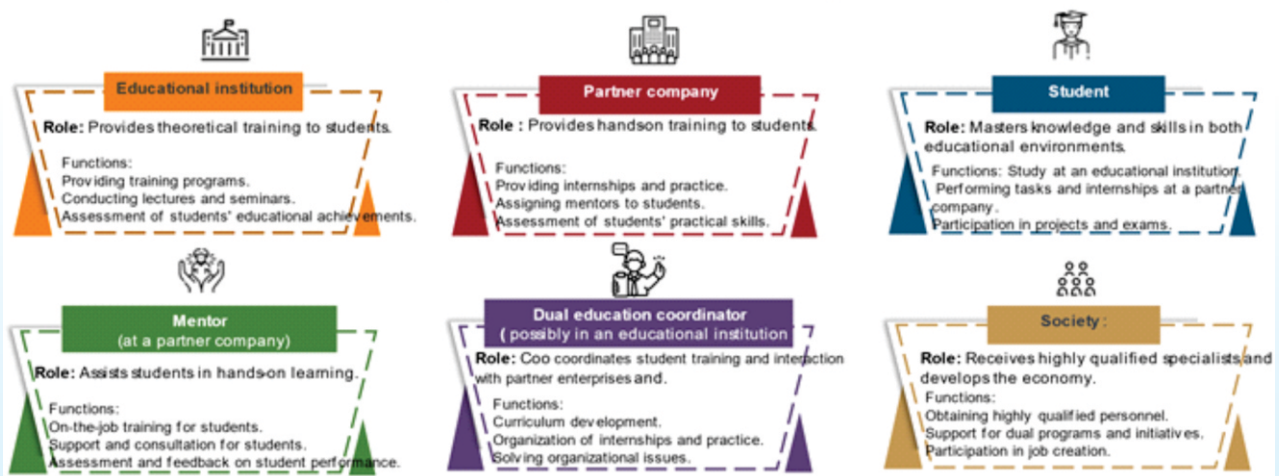 Educational institution
Role: Provides theoretical training to students.
Functions:
Providing training programs.
Conducting lectures and seminars.
Assessment of students' educational achievements.
Partner company
Role : Provides handson training to students.
Functions:
Providing internships and practice.
Assigning mentors to students.
Assessment of students' practical skills.
Student
Role: Masters knowledge and skills in both
educational environments.
Functions: Study at an educational institution.
Performing tasks and internships at a partner
company.
Participation in projects and exams.
Mentor
(at a partner company)
Role: Assists students in hands-on learning.
Functions:
On-the-job training for students.
Support and consultation for students.
Assessment and feedback on student performance.
Dual education coordinator
( possibly in an educational institution
Role: Coo coordinates student training and interaction
with partner enterprises and.
Functions:
Curriculum development.
Organization of internships and practice.
Solving organizational issues.
Society :
Role: Receives highly qualified specialists and
develops the economy.
Functions:
Obtaining highly qualified personnel.
Support for dual programs and initiatives.
Participation in job creation.